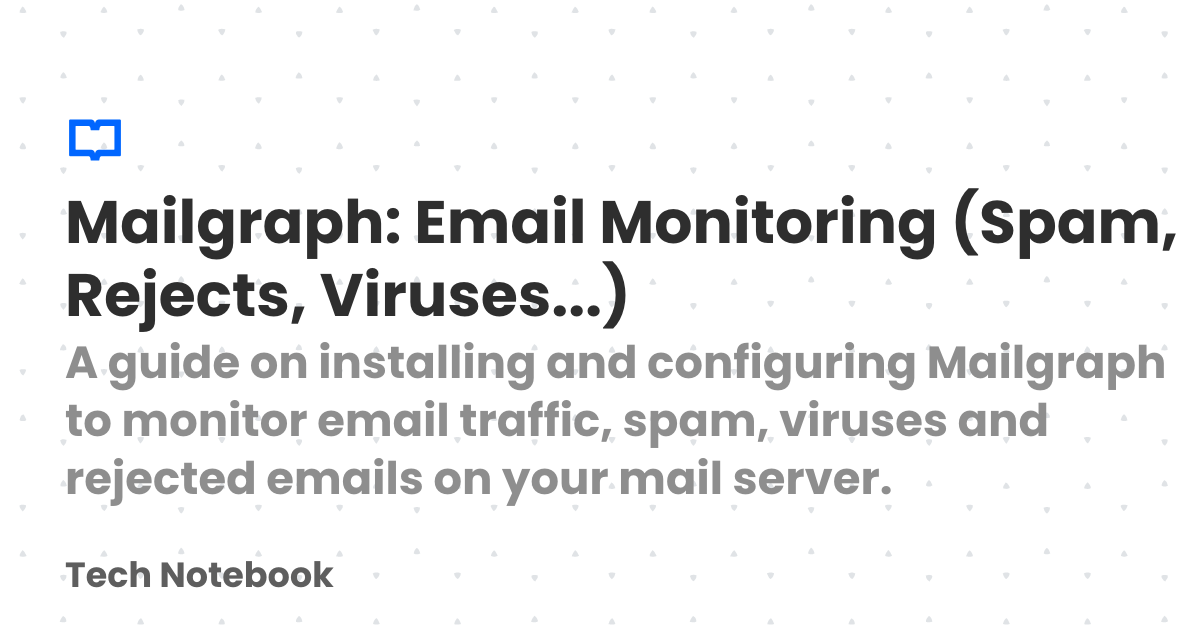 Mailgraph: Email Monitoring (Spam,
Rejects, Viruses...)
A guide on installing and configuring Mailgraph
to monitor email traffic, spam, viruses and
rejected emails on your mail server.
Tech Notebook